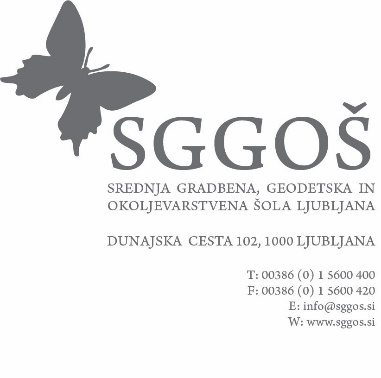 SGGOŠ
SREDNJA GRADBENA, GEODETSKA IN
OKOLJEVARSTVENA ŠOLA LJUBLJANA
DUNAJSKA CESTA 102, 1000 LJUBLJANA
T: 00386 (0) 1 5600 400
F: 00386 (0) 1 5600 420
E: info@sggos.si
W: www.sggos.si